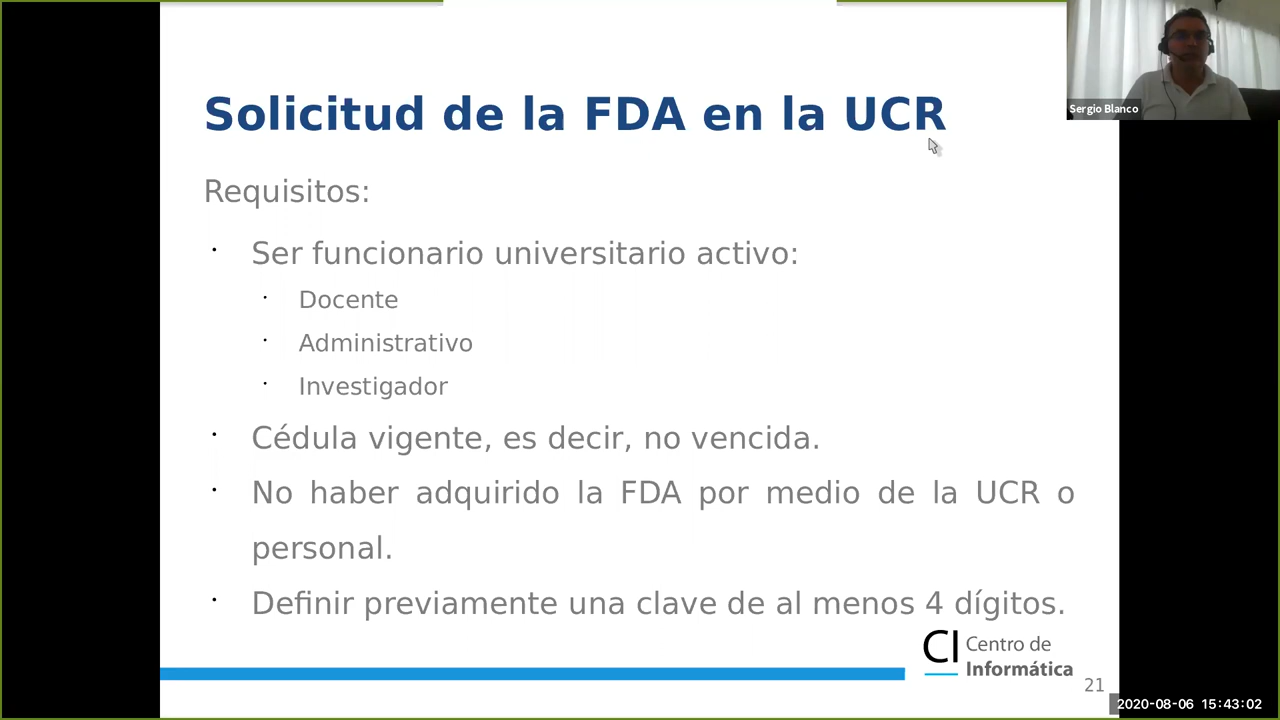 Solicitud de la FDA en la UCR
Sergio Blanco
Requisitos:
· Ser funcionario universitario activo:
· Docente
· Administrativo
· Investigador
· Cédula vigente, es decir, no vencida.
· No haber adquirido la FDA por medio de la UCR o
personal.
· Definir previamente una clave de al menos 4 dígitos.
CI Centro de
Informática
21
2020-08-06 15:43:02